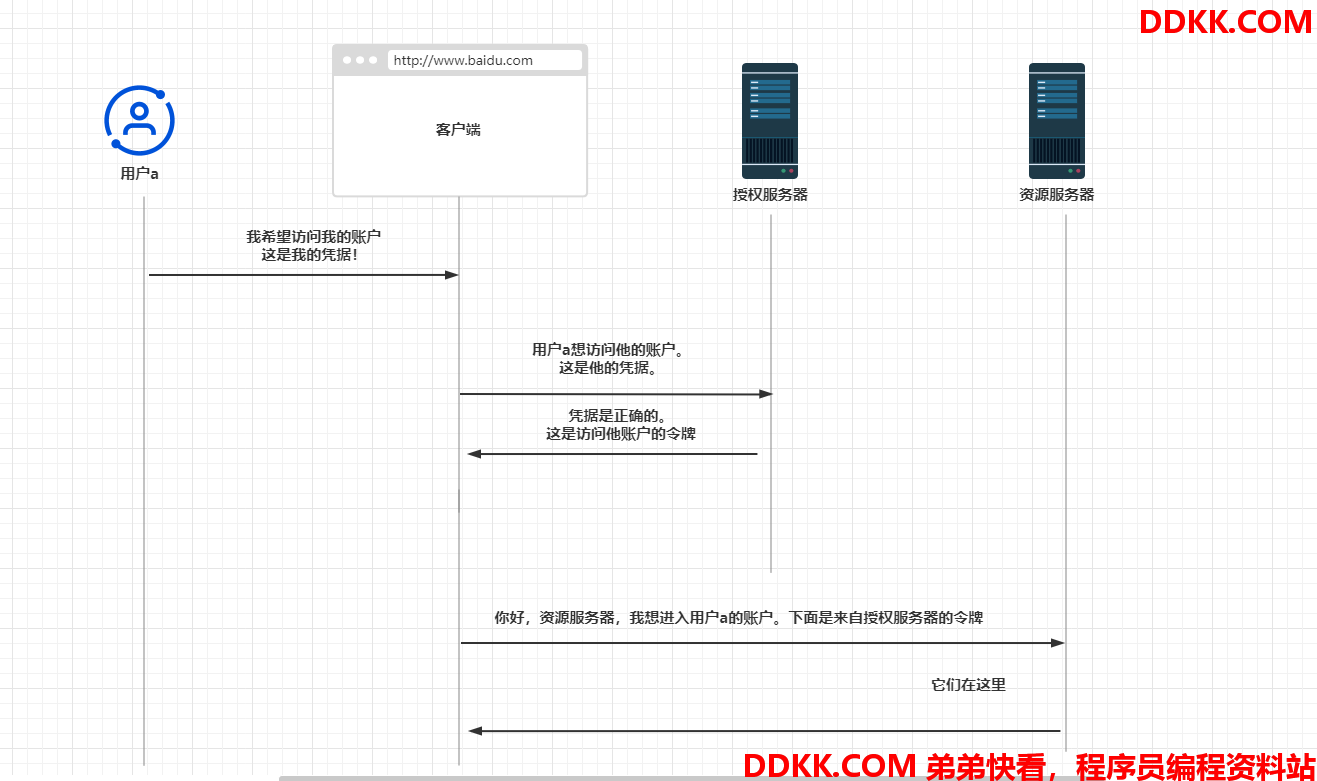 DDKK.COM
http://www.baidu.com
客户端
用户a
授权服务器
资源服务器
我希望访问我的账户
这是我的凭据！
用户a想访问他的账户。
这是他的凭据。
凭据是正确的。
这是访问他账户的令牌
你好，资源服务器，我想进入用户a的账户。下面是来自授权服务器的令牌
它们在这里
DDKK.COM 弟弟快看，程序员编程资料站